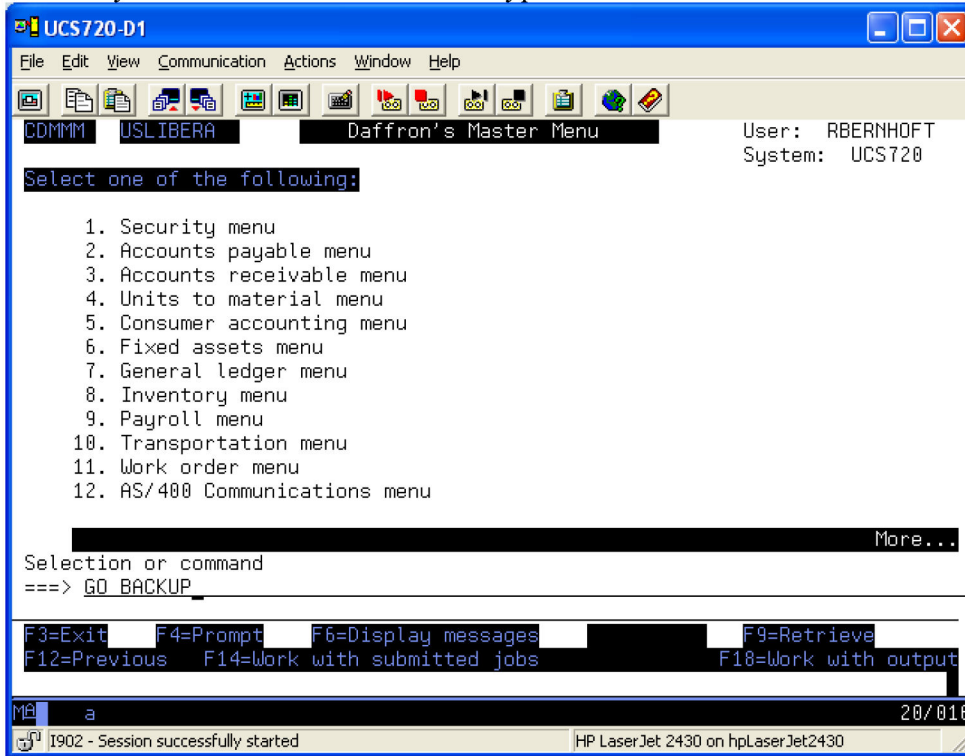 UCS720-D1
File Edit View Communication Actions Window Help
CDMMM USLIBERA Daffron's Master Menu User: RBERNHOFT
System: UCS720
Select one of the following:
1. Security menu
2. Accounts payable menu
3. Accounts receivable menu
4. Units to material menu
5. Consumer accounting menu
6. Fixed assets menu
7. General ledger menu
8. Inventory menu
9. Payroll menu
10. Transportation menu
11. Work order menu
12. AS/400 Communications menu
More...
Selection or command
===> GO BACKUP
F3=Exit F4=Prompt F6=Display messages F9=Retrieve
F12=Previous F14=Work with submitted jobs F18=Work with output
MA a 20/016
I902 - Session successfully started HP LaserJet 2430 on hpLaserJet2430